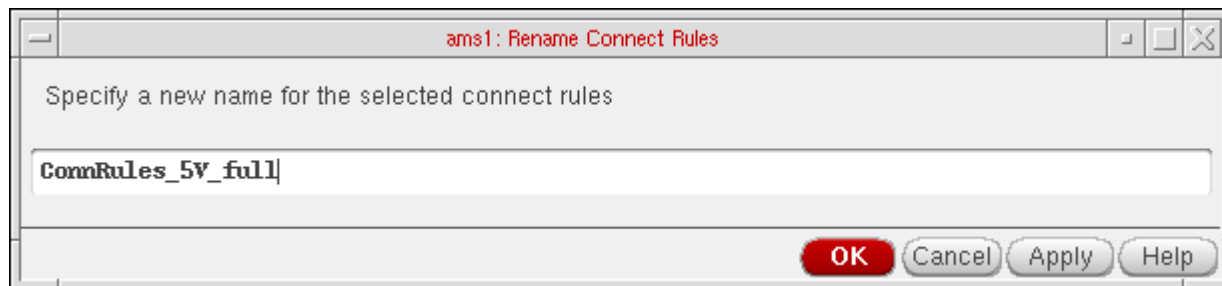 ams1: Rename Connect Rules
Specify a new name for the selected connect rules
ConnRules_5V_full
OK Cancel Apply Help